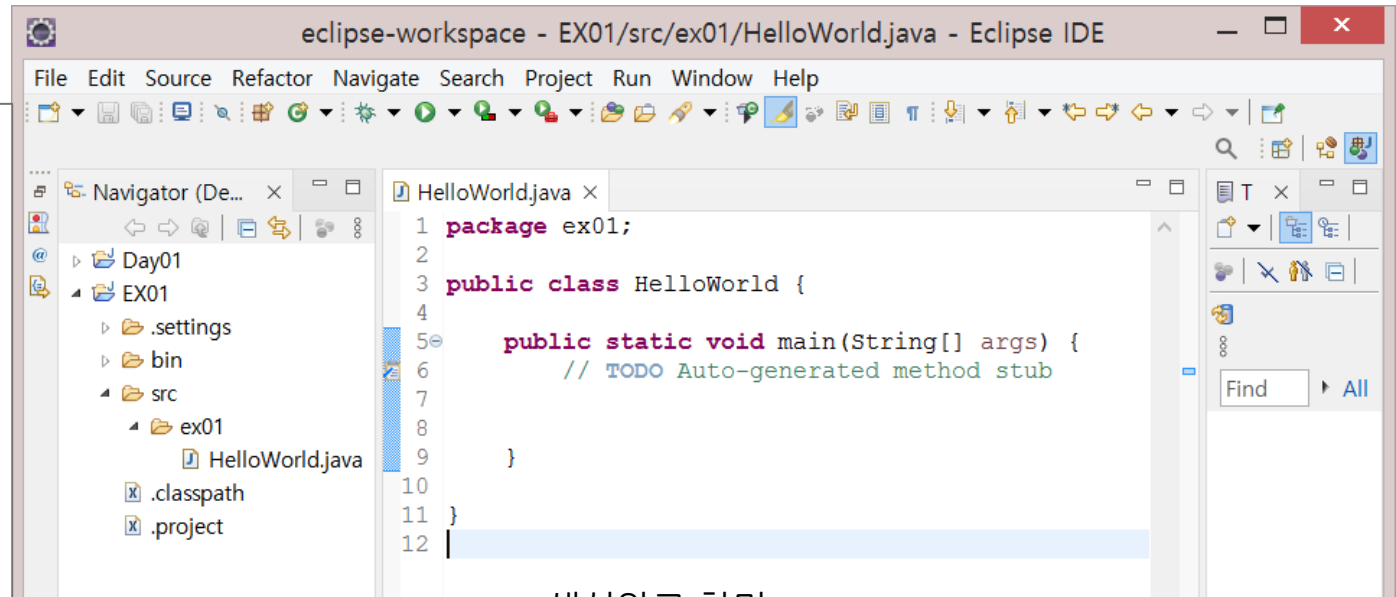 eclipse-workspace - EX01/src/ex01/HelloWorld.java - Eclipse IDE
File Edit Source Refactor Navigate Search Project Run Window Help
Navigator (De...
Day01
EX01
.settings
bin
src
ex01
HelloWorld.java
.classpath
.project
HelloWorld.java
1 package ex01;
2
3 public class HelloWorld {
4
5 public static void main(String[] args) {
6 // TODO Auto-generated method stub
7
8
9 }
10
11 }
12
T
Find
All